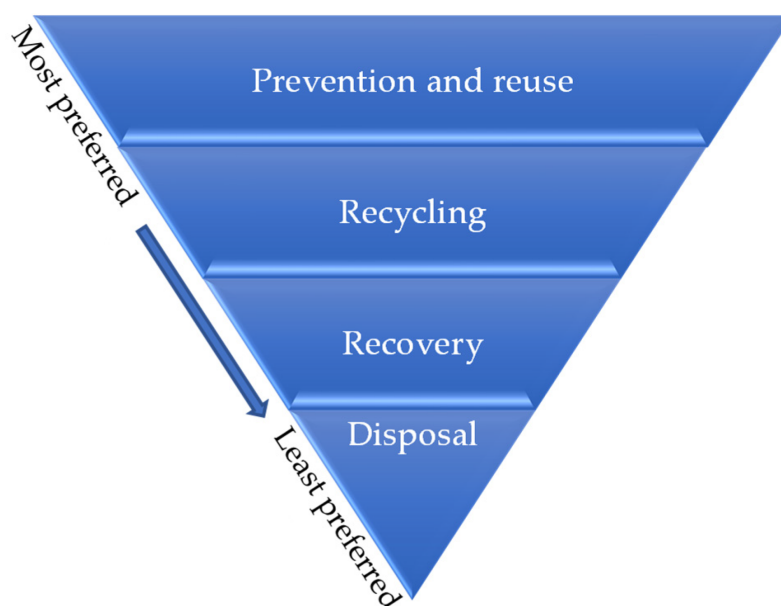 Prevention and reuse
Most preferred
Recycling
Recovery
Disposal
Least preferred